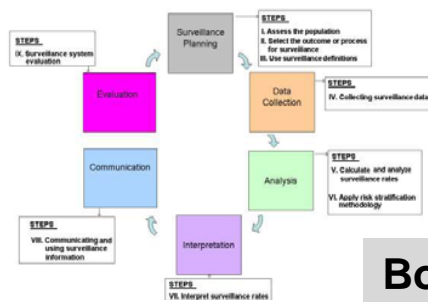 Surveillance
Planning
STEPS
I. Assess the population
II. Select the outcome or process
for surveillance
III. Use surveillance definitions
STEPS
IX. Surveillance system
evaluation
Evaluation
Data
Collection
STEPS
IV. Collecting surveillance data
Communication
Analysis
STEPS
V. Calculate and analyze
surveillance rates
VI. Apply risk stratification
methodology
STEPS
VIII. Communicating and
using surveillance
information
Interpretation
STEPS
VII. Interpret surveillance rates
Bo